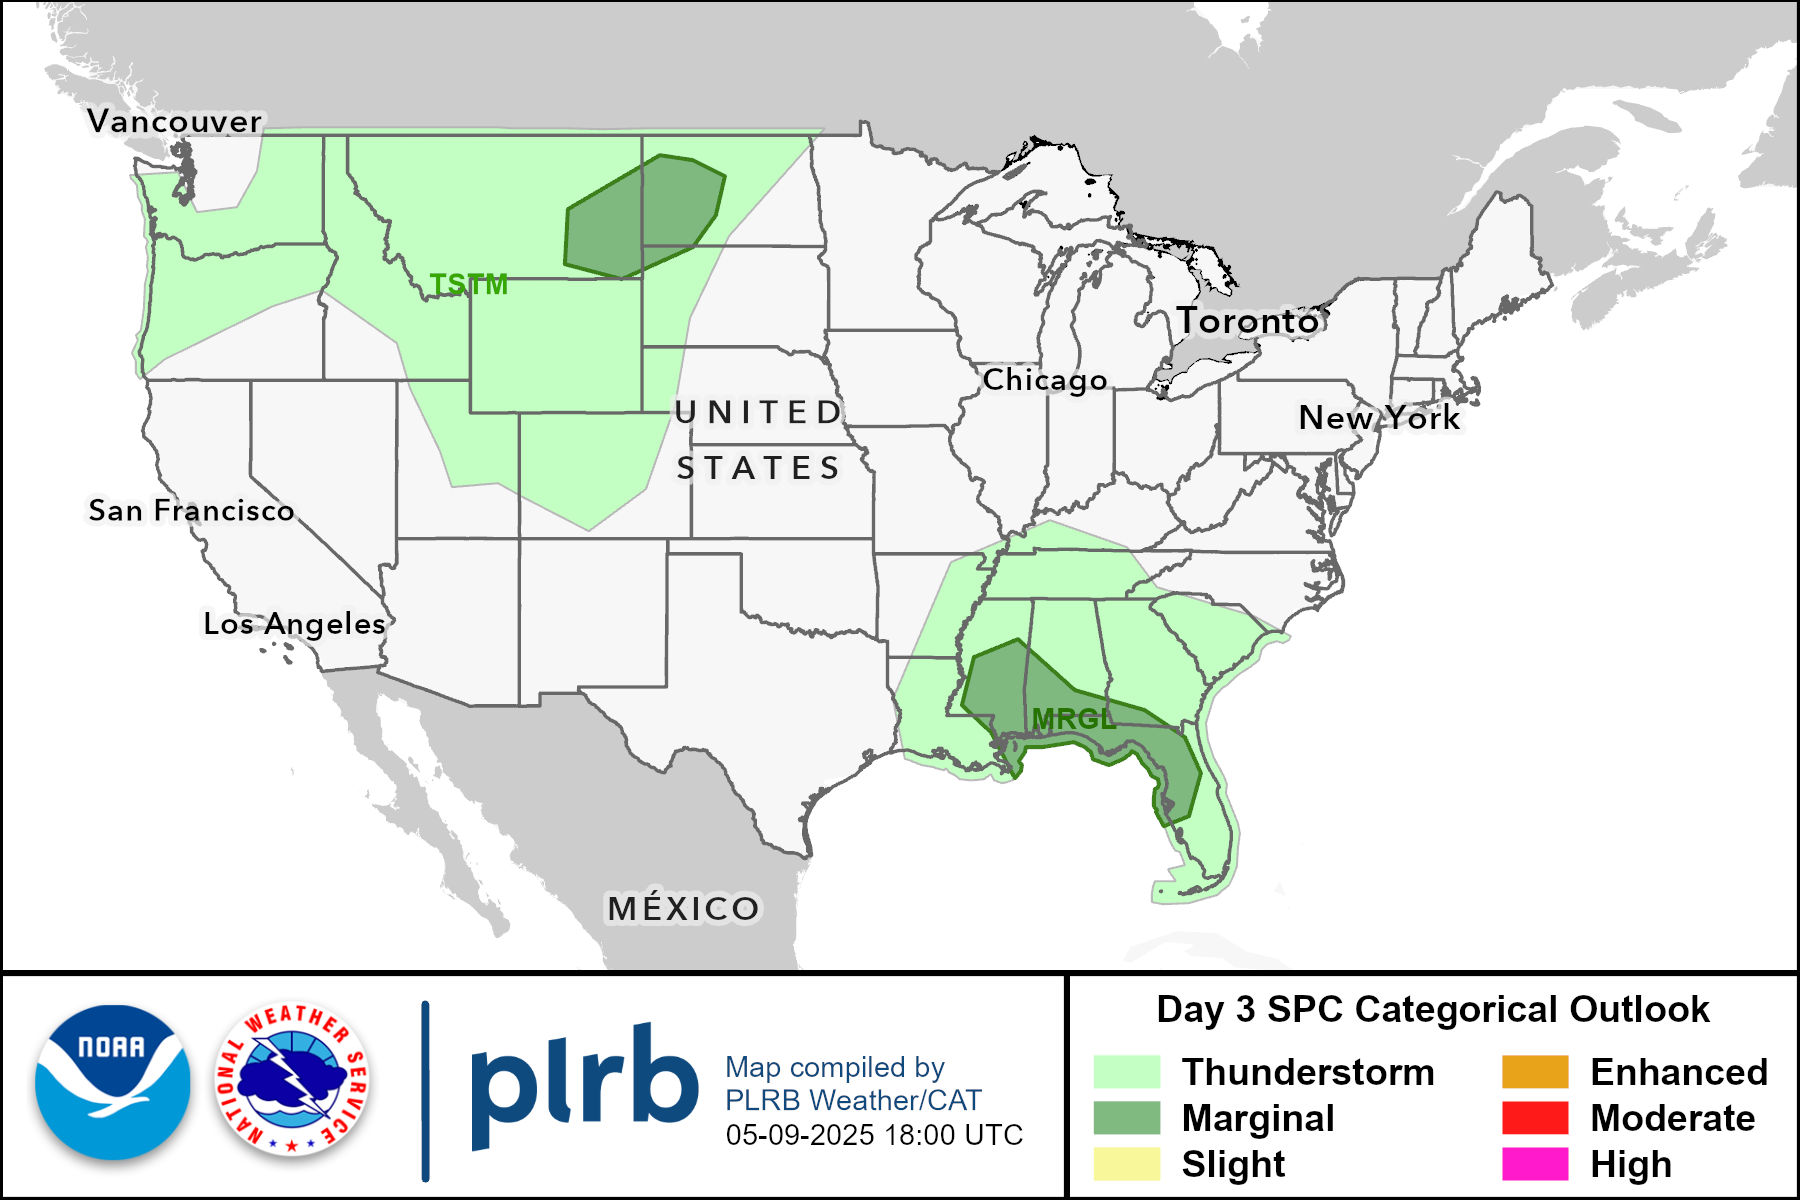 Vancouver
TSTM
Toronto
Chicago
UNITED
New York
STATES
San Francisco
Los Angeles
MRGL
MÉXICO
NOAA
NATIONAL WEATHER SERVICE
plrb
Map compiled by
PLRB Weather/CAT
05-09-2025 18:00 UTC
Day 3 SPC Categorical Outlook
Thunderstorm
Enhanced
Marginal
Moderate
Slight
High